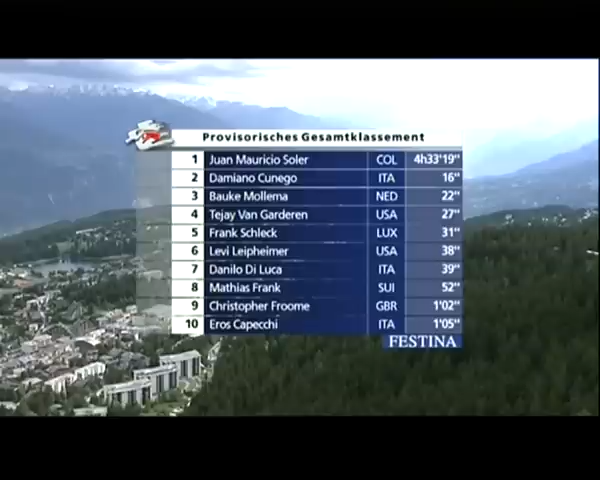 Provisorisches Gesamtklassement
1 Juan Mauricio Soler COL 4h33'19"
2 Damiano Cunego ITA 16"
3 Bauke Mollema NED 22"
4 Tejay Van Garderen USA 27"
5 Frank Schleck LUX 31"
6 Levi Leipheimer USA 38"
7 Danilo Di Luca ITA 39"
8 Mathias Frank SUI 52"
9 Christopher Froome GBR 1'02"
10 Eros Capecchi ITA 1'05"
FESTINA